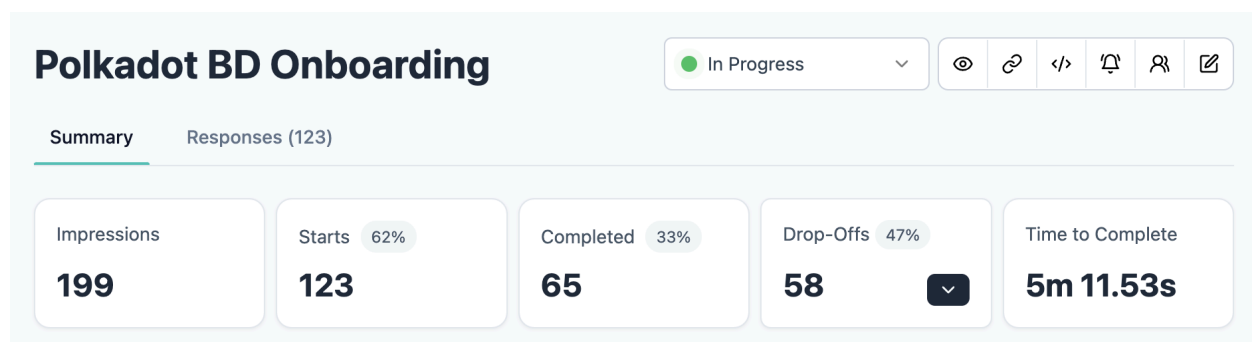 Polkadot BD Onboarding
In Progress
Summary
Responses (123)
Impressions
199
Starts 62%
123
Completed 33%
65
Drop-Offs 47%
58
Time to Complete
5m 11.53s